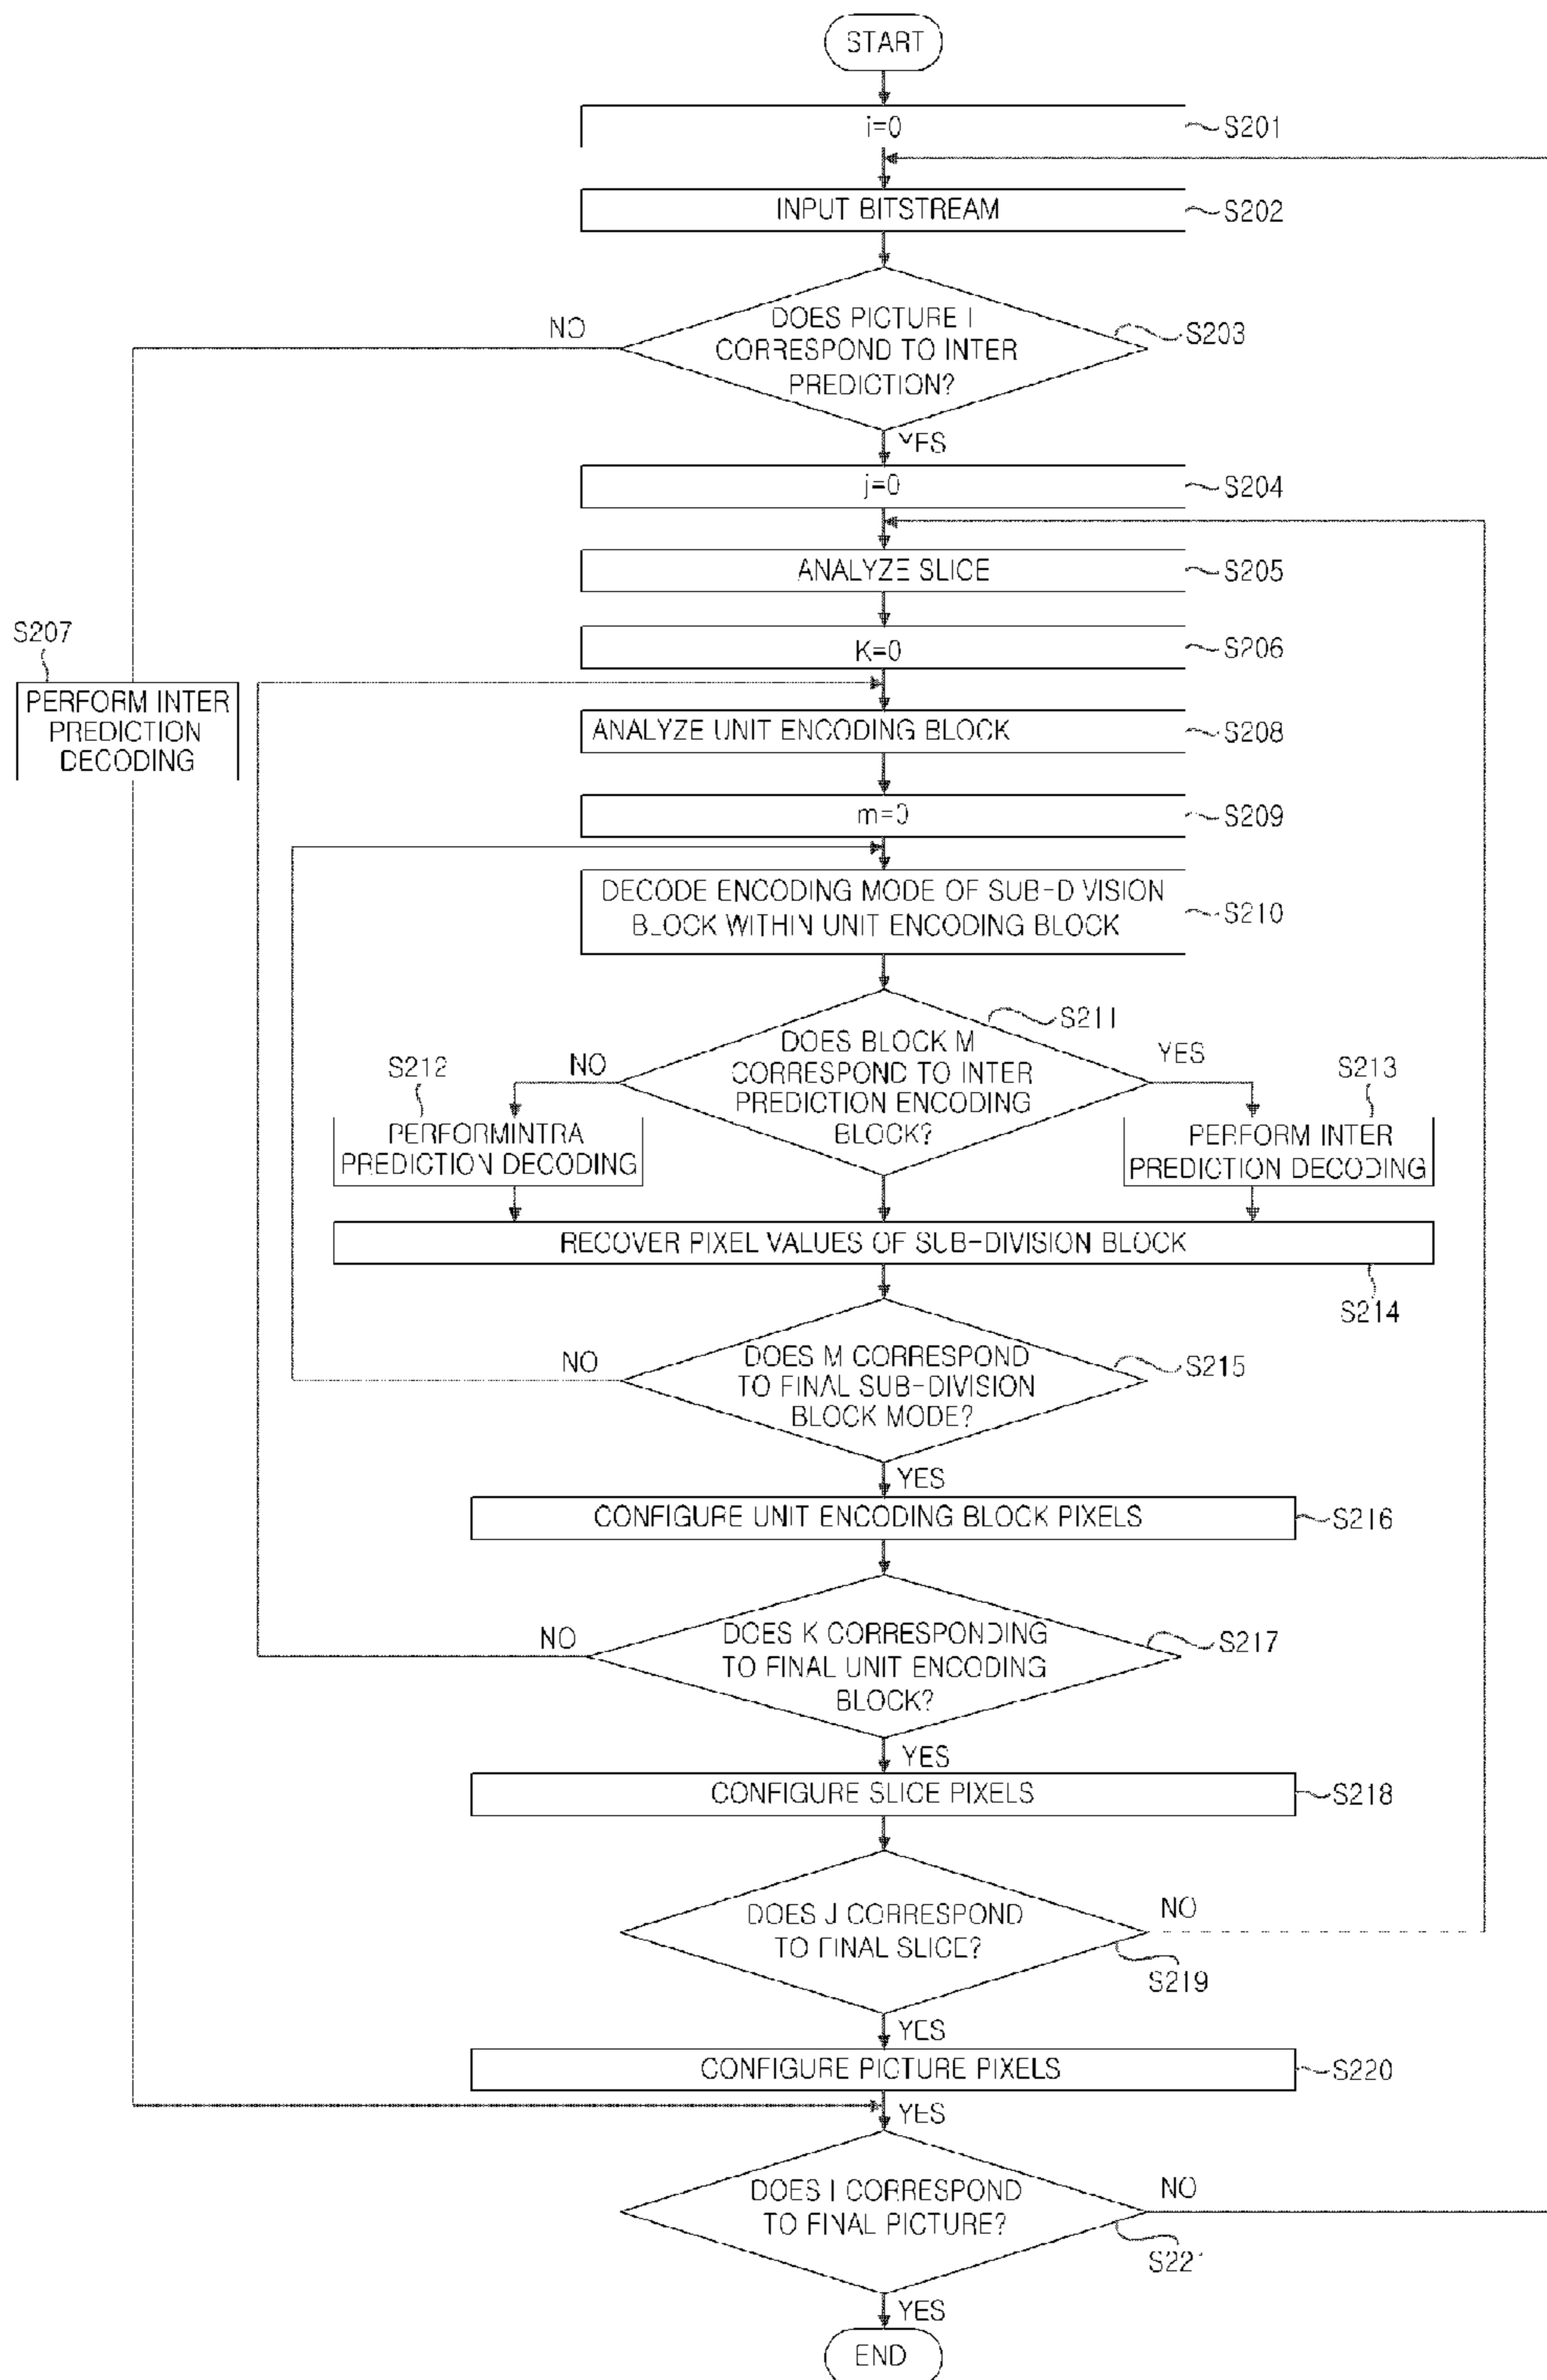 START
i=0
S201
INPUT BITSTREAM
S202
DOES PICTURE I
CORRESPOND TO INTER
PREDICTION?
S203
NO
YES
j=0
S204
ANALYZE SLICE
S205
K=0
S206
S207
PERFORM INTER
PREDICTION
DECODING
ANALYZE UNIT ENCODING BLOCK
S208
m=0
S209
DECODE ENCODING MODE OF SUB-DIVISION
BLOCK WITHIN UNIT ENCODING BLOCK
S210
DOES BLOCK M
CORRESPOND TO INTER
PREDICTION ENCODING
BLOCK?
S211
NO
YES
S212
PERFORMINTRA
PREDICTION DECODING
S213
PERFORM INTER
PREDICTION DECODING
RECOVER PIXEL VALUES OF SUB-DIVISION BLOCK
S214
DOES M CORRESPOND
TO FINAL SUB-DIVISION
BLOCK MODE?
S215
NO
YES
CONFIGURE UNIT ENCODING BLOCK PIXELS
S216
DOES K CORRESPONDING
TO FINAL UNIT ENCODING
BLOCK?
S217
NO
YES
CONFIGURE SLICE PIXELS
S218
DOES J CORRESPOND
TO FINAL SLICE?
NO
S219
YES
CONFIGURE PICTURE PIXELS
S220
YES
DOES I CORRESPOND
TO FINAL PICTURE?
NO
S221
YES
END